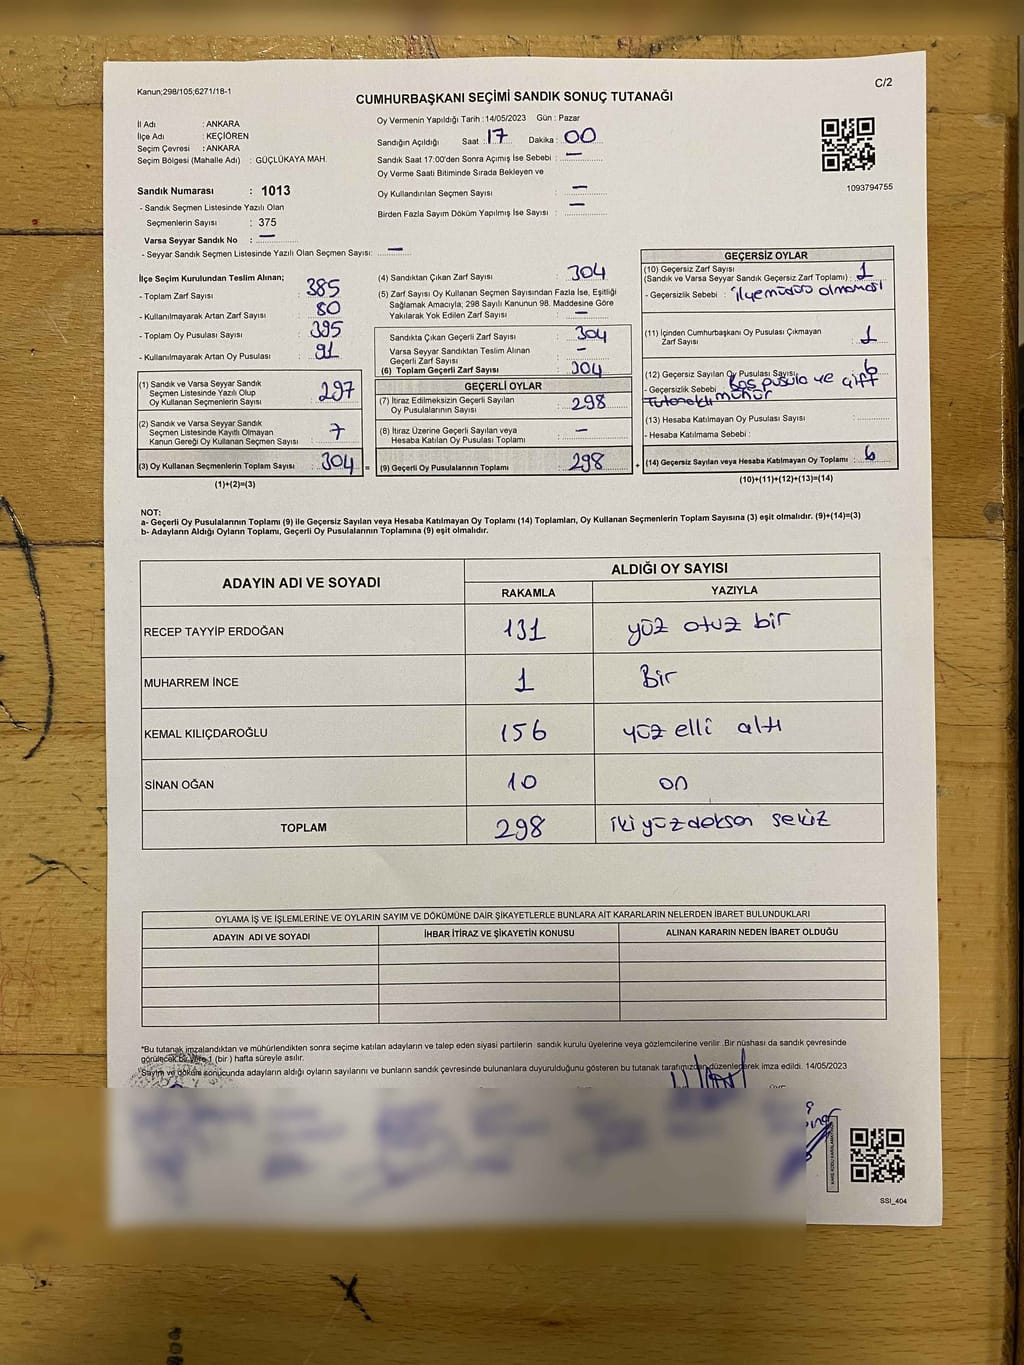 Kanun;298/105;6271/18-1
C/2
CUMHURBAŞKANI SEÇİMİ SANDIK SONUÇ TUTANAĞI
İl Adı : ANKARA
İlçe Adı : KEÇİÖREN
Seçim Çevresi : ANKARA
Seçim Bölgesi (Mahalle Adı) : GÜÇLÜKAYA MAH.
Sandık Numarası : 1013
- Sandık Seçmen Listesinde Yazılı Olan
Seçmenlerin Sayısı : 375
Varsa Seyyar Sandık No : —
- Seyyar Sandık Seçmen Listesinde Yazılı Olan Seçmen Sayısı: —
Oy Vermenin Yapıldığı Tarih : 14/05/2023 Gün : Pazar
Sandığın Açıldığı Saat : 17 Dakika : 00
Sandık Saat 17:00'den Sonra Açımış İse Sebebi : —
Oy Verme Saati Bitiminde Sırada Bekleyen ve
Oy Kullandırılan Seçmen Sayısı : —
Birden Fazla Sayım Döküm Yapılmış İse Sayısı : —
1093794755
İlçe Seçim Kurulundan Teslim Alınan;
- Toplam Zarf Sayısı : 385
- Kullanılmayarak Artan Zarf Sayısı : 80
- Toplam Oy Pusulası Sayısı : 395
- Kullanılmayarak Artan Oy Pusulası : 91
(1) Sandık ve Varsa Seyyar Sandık
Seçmen Listesinde Yazılı Olup
Oy Kullanan Seçmenlerin Sayısı : 297
(2) Sandık ve Varsa Seyyar Sandık
Seçmen Listesinde Kayıtlı Olmayan
Kanun Gereği Oy Kullanan Seçmen Sayısı : 7
(3) Oy Kullanan Seçmenlerin Toplam Sayısı : 304 =
(1)+(2)=(3)
(4) Sandıktan Çıkan Zarf Sayısı : 304
(5) Zarf Sayısı Oy Kullanan Seçmen Sayısından Fazla İse, Eşitliği
Sağlamak Amacıyla; 298 Sayılı Kanunun 98. Maddesine Göre
Yakılarak Yok Edilen Zarf Sayısı : —
Sandıkta Çıkan Geçerli Zarf Sayısı : 304
Varsa Seyyar Sandıktan Teslim Alınan
Geçerli Zarf Sayısı : —
(6) Toplam Geçerli Zarf Sayısı : 304
GEÇERLİ OYLAR
(7) İtiraz Edilmeksizin Geçerli Sayılan
Oy Pusulalarının Sayısı : 298
(8) İtiraz Üzerine Geçerli Sayılan veya
Hesaba Katılan Oy Pusulası Toplamı : —
(9) Geçerli Oy Pusulalarının Toplamı : 298 +
GEÇERSİZ OYLAR
(10) Geçersiz Zarf Sayısı
(Sandık ve Varsa Seyyar Sandık Geçersiz Zarf Toplamı) : 1
- Geçersizlik Sebebi : olmaması
(11) İçinden Cumhurbaşkanı Oy Pusulası Çıkmayan
Zarf Sayısı : 1
(12) Geçersiz Sayılan Oy Pusulası Sayısı
- Geçersizlik Sebebi : Boş pusula ve çift
mühür
(13) Hesaba Katılmayan Oy Pusulası Sayısı :
- Hesaba Katılmama Sebebi :
(14) Geçersiz Sayılan veya Hesaba Katılmayan Oy Toplamı : 6
(10)+(11)+(12)+(13)=(14)
NOT:
a- Geçerli Oy Pusulalarının Toplamı (9) ile Geçersiz Sayılan veya Hesaba Katılmayan Oy Toplamı (14) Toplamları, Oy Kullanan Seçmenlerin Toplam Sayısına (3) eşit olmalıdır. (9)+(14)=(3)
b- Adayların Aldığı Oyların Toplamı, Geçerli Oy Pusulalarının Toplamına (9) eşit olmalıdır.
ADAYIN ADI VE SOYADI
ALDIĞI OY SAYISI
RAKAMLA YAZIYLA
RECEP TAYYİP ERDOĞAN 131 yüz otuz bir
MUHARREM İNCE 1 Bir
KEMAL KILIÇDAROĞLU 156 yüz elli altı
SİNAN OĞAN 10 on
TOPLAM 298 iki yüzdoksan sekiz
OYLAMA İŞ VE İŞLEMLERİNE VE OYLARIN SAYIM VE DÖKÜMÜNE DAİR ŞİKAYETLERLE BUNLARA AİT KARARLARIN NELERDEN İBARET BULUNDUKLARI
ADAYIN ADI VE SOYADI İHBAR İTİRAZ VE ŞİKAYETİN KONUSU ALINAN KARARIN NEDEN İBARET OLDUĞU
*Bu tutanak imzalandıktan ve mühürlendikten sonra seçime katılan adayların ve talep eden siyasi partilerin sandık kurulu üyelerine veya gözlemcilerine verilir .Bir nüshası da sandık çevresinde
görülecek bir yere 1 (bir ) hafta süreyle asılır.
Sayım ve döküm sonucunda adayların aldığı oyların sayılarını ve bunların sandık çevresinde bulunanlara duyurulduğunu gösteren bu tutanak tarafımızdan düzenlenerek imza edildi. 14/05/2023
SSI_404